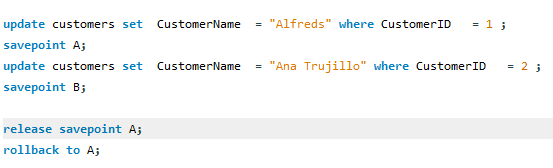 update customers set  CustomerName  = "Alfreds" where CustomerID   = 1 ;
savepoint A;
update customers set  CustomerName  = "Ana Trujillo" where CustomerID   = 2 ;
savepoint B;
release savepoint A;
rollback to A;